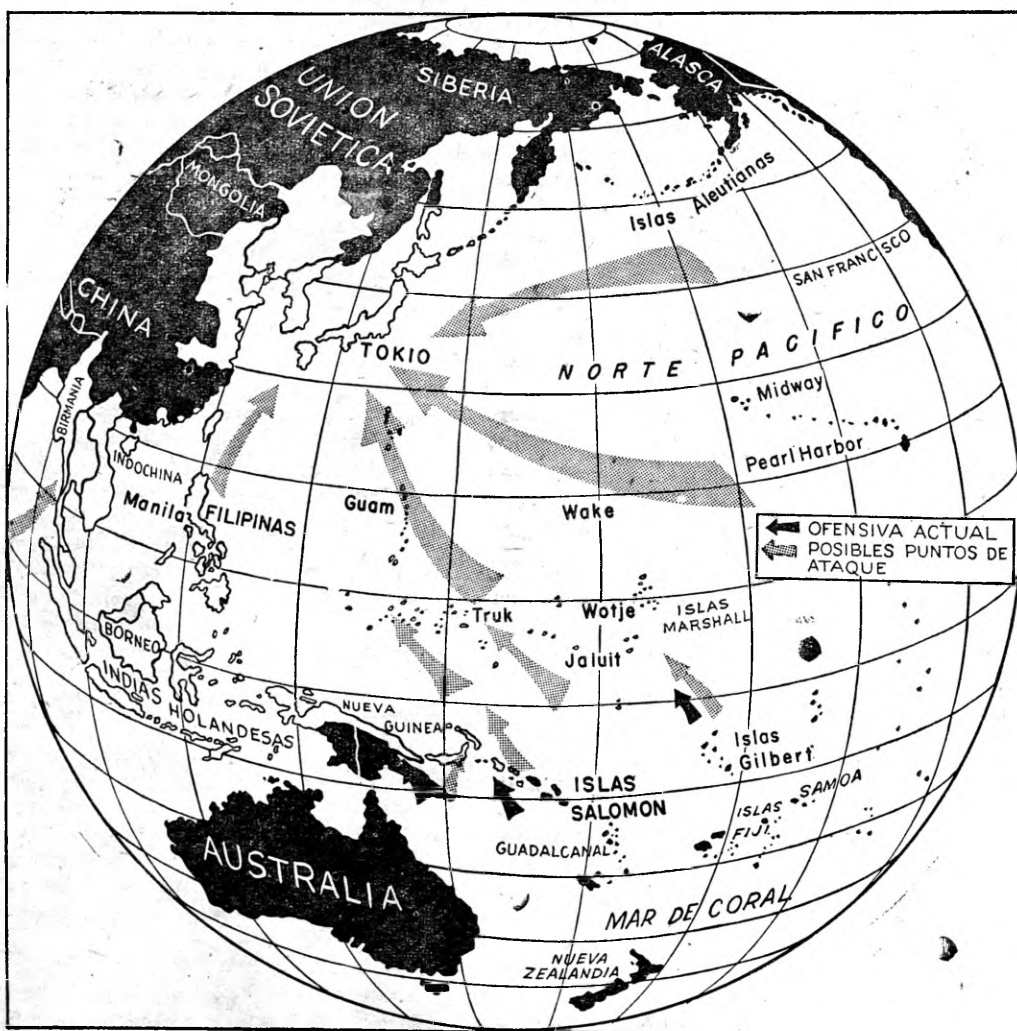 ALASCA
SIBERIA
UNION
SOVIETICA
MONGOLIA
Islas Aleutianas
SAN FRANCISCO
CHINA
TOKIO
NORTE PACIFICO
Midway
BIRMANIA
Pearl Harbor
INDOCHINA
Manila
FILIPINAS
Guam
Wake
OFENSIVA ACTUAL
POSIBLES PUNTOS DE
ATAQUE
Truk
Wotje
ISLAS
MARSHALL
BORNEO
Jaluit
INDIAS
HOLANDESAS
NUEVA
GUINEA
Islas
Gilbert
ISLAS
SALOMON
SAMOA
ISLAS
FIJI
GUADALCANAL
AUSTRALIA
MAR DE CORAL
NUEVA
ZEALANDIA